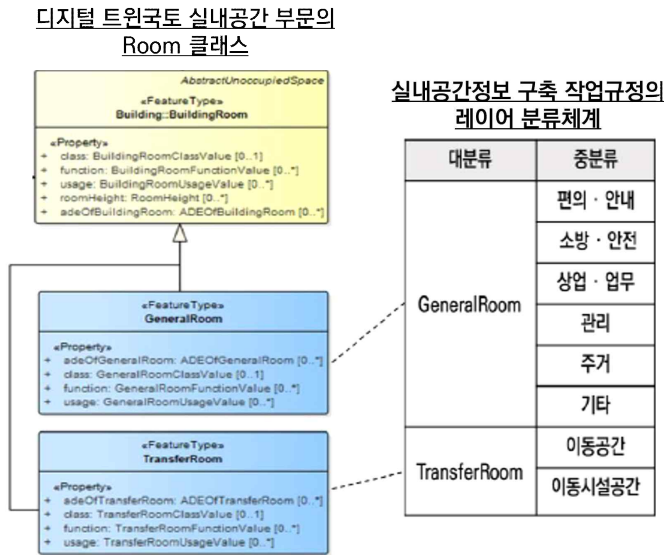 디지털 트윈국토 실내공간 부문의
Room 클래스
AbstractUnoccupiedSpace
«FeatureType»
Building::BuildingRoom
«Property»
+ class: BuildingRoomClassValue [0..1]
+ function: BuildingRoomFunctionValue [0..*]
+ usage: BuildingRoomUsageValue [0..*]
+ roomHeight: RoomHeight [0..*]
+ adeOfBuildingRoom: ADEOfBuildingRoom [0..*]
«FeatureType»
GeneralRoom
«Property»
+ adeOfGeneralRoom: ADEOfGeneralRoom [0..*]
+ class: GeneralRoomClassValue [0..1]
+ function: GeneralRoomFunctionValue [0..*]
+ usage: GeneralRoomUsageValue [0..*]
«FeatureType»
TransferRoom
«Property»
+ adeOfTransferRoom: ADEOfTransferRoom [0..*]
+ class: TransferRoomClassValue [0..1]
+ function: TransferRoomFunctionValue [0..*]
+ usage: TransferRoomUsageValue [0..*]
실내공간정보 구축 작업규정의
레이어 분류체계
대분류 중분류
GeneralRoom
편의 · 안내
소방 · 안전
상업 · 업무
관리
주거
기타
TransferRoom
이동공간
이동시설공간